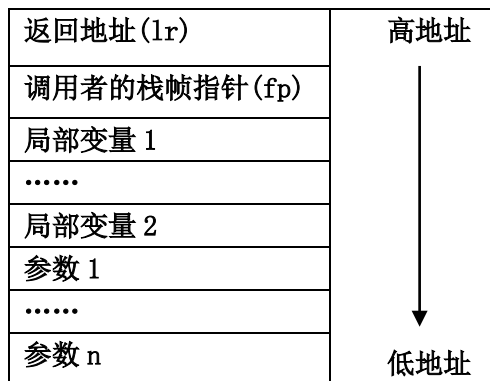 返回地址(lr) 高地址
调用者的栈帧指针(fp)
局部变量1
……
局部变量2
参数1
……
参数n 低地址